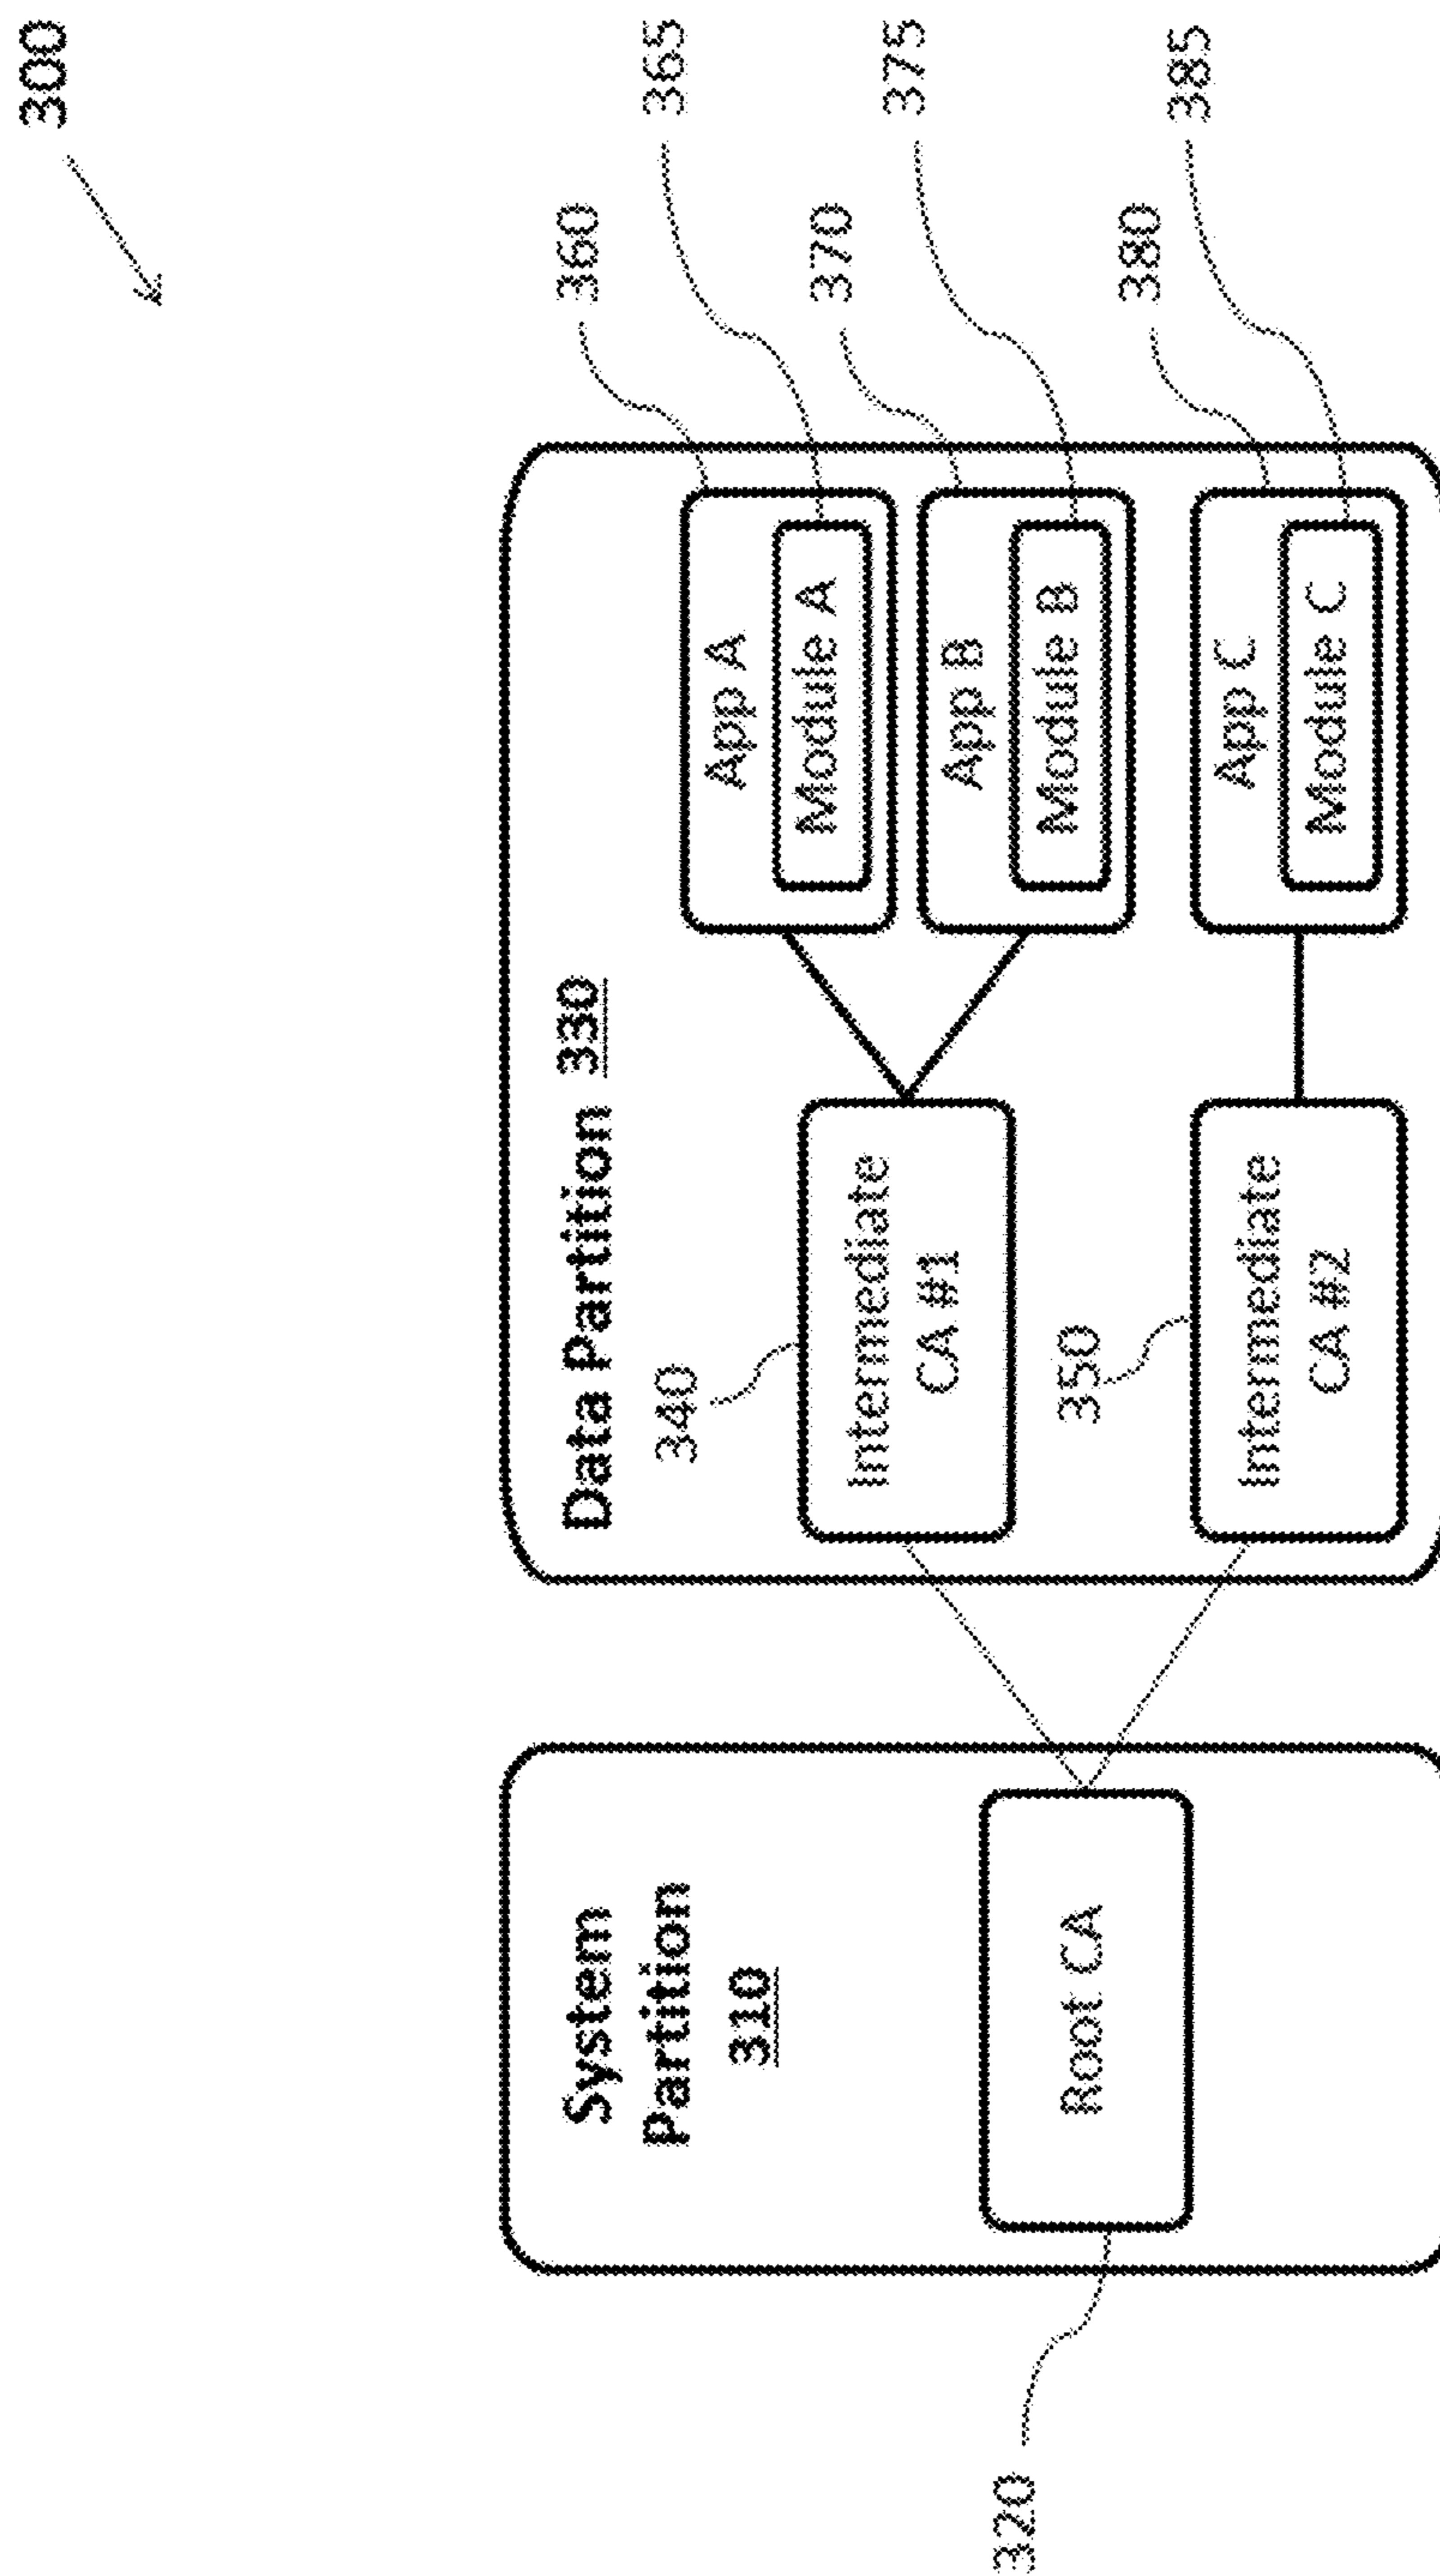 300
System
Partition
310
Root CA
320
Data Partition 330
340
Intermediate
CA #1
350
Intermediate
CA #2
App A
Module A
360
365
App B
Module B
370
375
App C
Module C
380
385